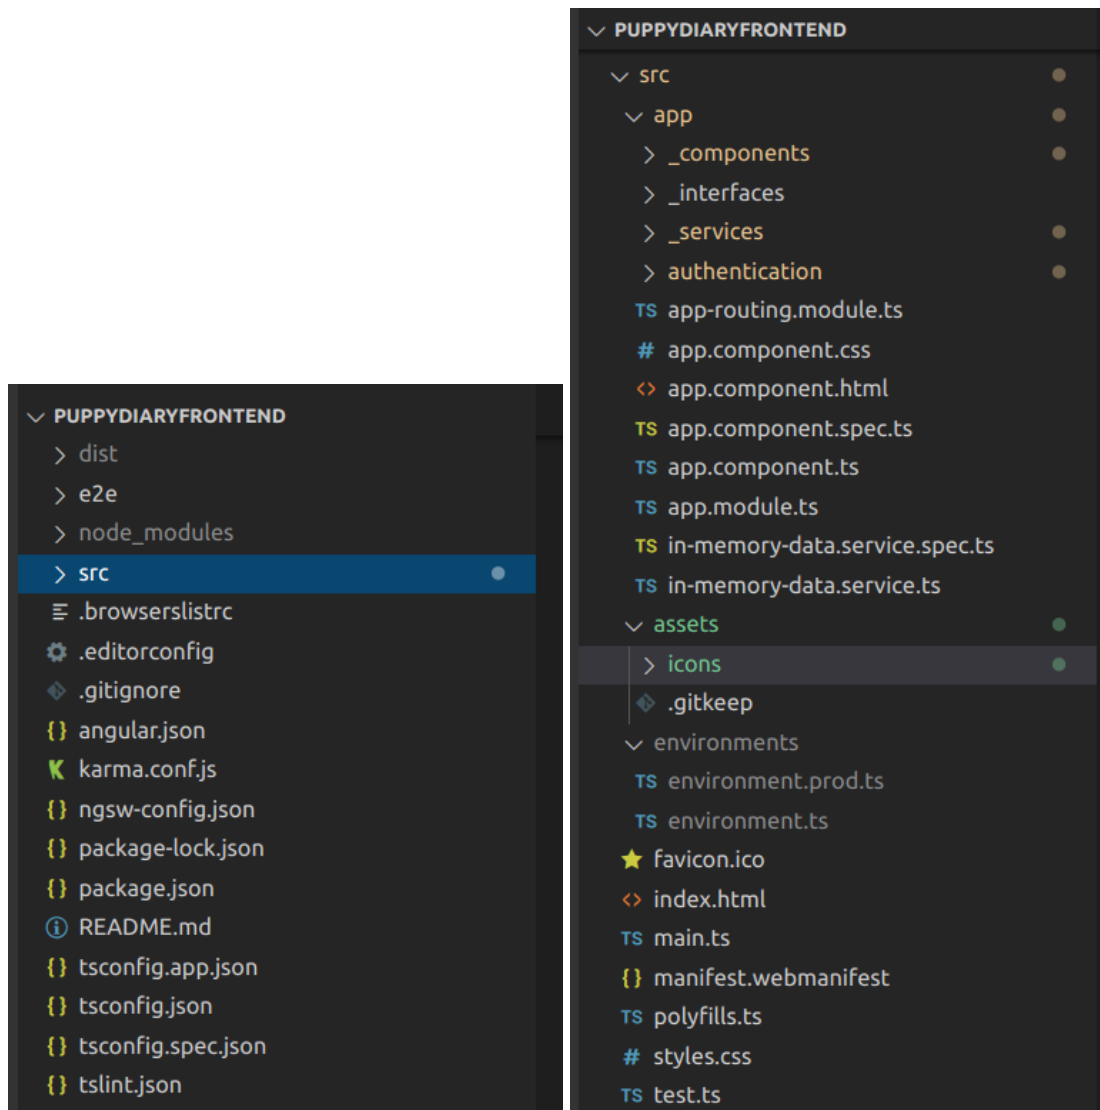 PUPPYDIARYFRONTEND
dist
e2e
node_modules
src
.browserslistrc
.editorconfig
.gitignore
{} angular.json
karma.conf.js
{} ngsw-config.json
{} package-lock.json
{} package.json
README.md
{} tsconfig.app.json
{} tsconfig.json
{} tsconfig.spec.json
{} tslint.json
PUPPYDIARYFRONTEND
src
app
_components
_interfaces
_services
authentication
TS app-routing.module.ts
# app.component.css
<> app.component.html
TS app.component.spec.ts
TS app.component.ts
TS app.module.ts
TS in-memory-data.service.spec.ts
TS in-memory-data.service.ts
assets
icons
.gitkeep
environments
TS environment.prod.ts
TS environment.ts
favicon.ico
<> index.html
TS main.ts
{} manifest.webmanifest
TS polyfills.ts
# styles.css
TS test.ts